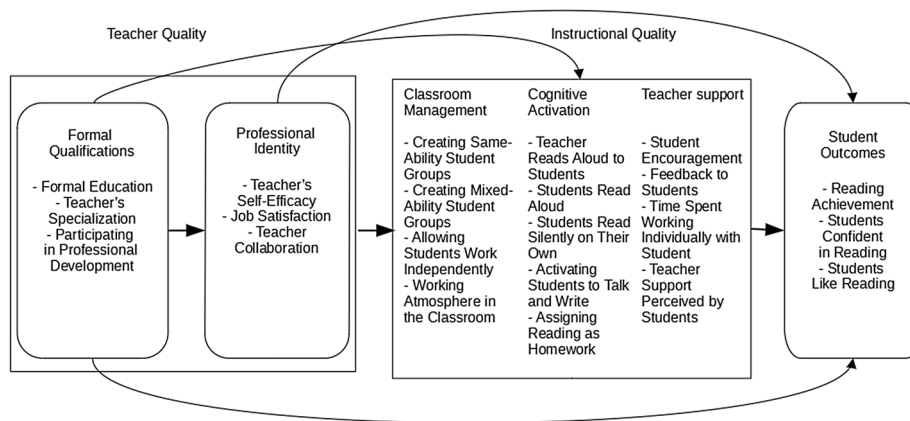 Teacher Quality
Instructional Quality
Formal
Qualifications
- Formal Education
- Teacher's
Specialization
- Participating
in Professional
Development
Professional
Identity
- Teacher's
Self-Efficacy
- Job Satisfaction
- Teacher
Collaboration
Classroom
Management
- Creating Same-
Ability Student
Groups
- Creating Mixed-
Ability Student
Groups
- Allowing
Students Work
Independently
- Working
Atmosphere in
the Classroom
Cognitive
Activation
- Teacher
Reads Aloud to
Students
- Students Read
Aloud
- Students Read
Silently on Their
Own
- Activating
Students to Talk
and Write
- Assigning
Reading as
Homework
Teacher support
- Student
Encouragement
- Feedback to
Students
- Time Spent
Working
Individually with
Student
- Teacher
Support
Perceived by
Students
Student
Outcomes
- Reading
Achievement
- Students
Confident
in Reading
- Students
Like Reading